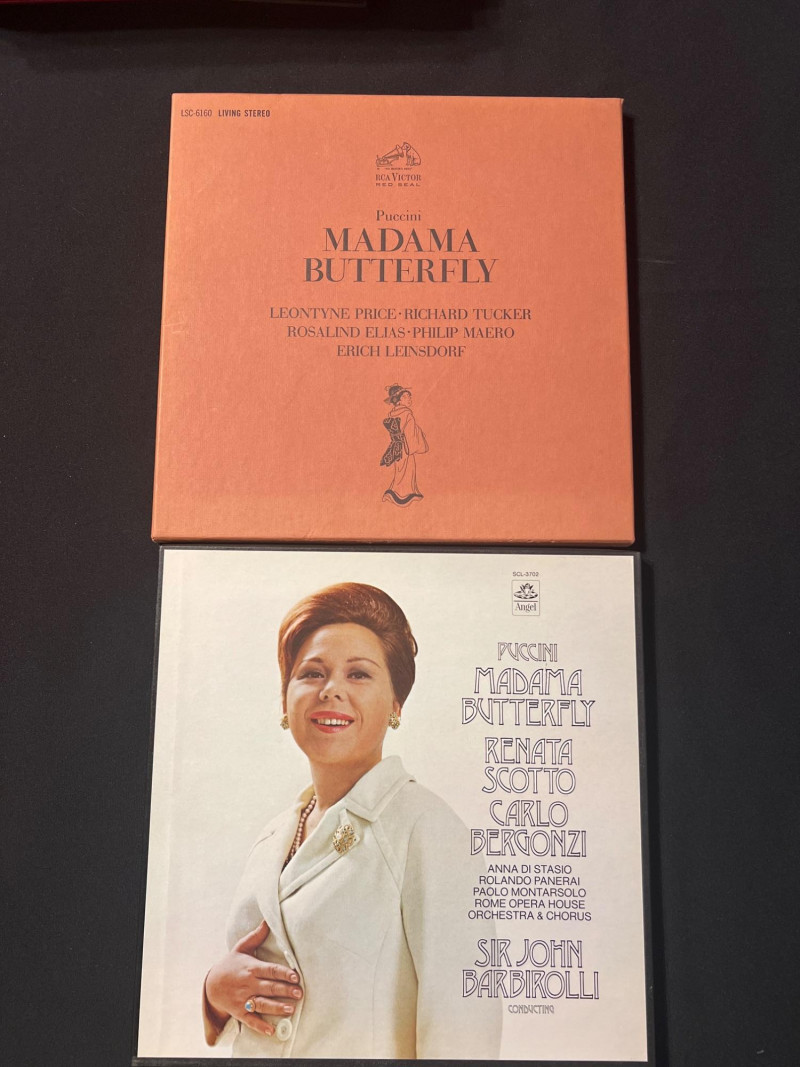 LSC-6160 LIVING STEREO
RCA VICTOR
RED SEAL
Puccini
MADAMA
BUTTERFLY
LEONTYNE PRICE·RICHARD TUCKER
ROSALIND ELIAS·PHILIP MAERO
ERICH LEINSDORF
SCL-3702
Angel
PUCCINI
MADAMA
BUTTERFLY
RENATA
SCOTTO
CARLO
BERGONZI
ANNA DI STASIO
ROLANDO PANERAI
PAOLO MONTARSOLO
ROME OPERA HOUSE
ORCHESTRA & CHORUS
SIR JOHN
BARBIROLLI
CONDUCTING